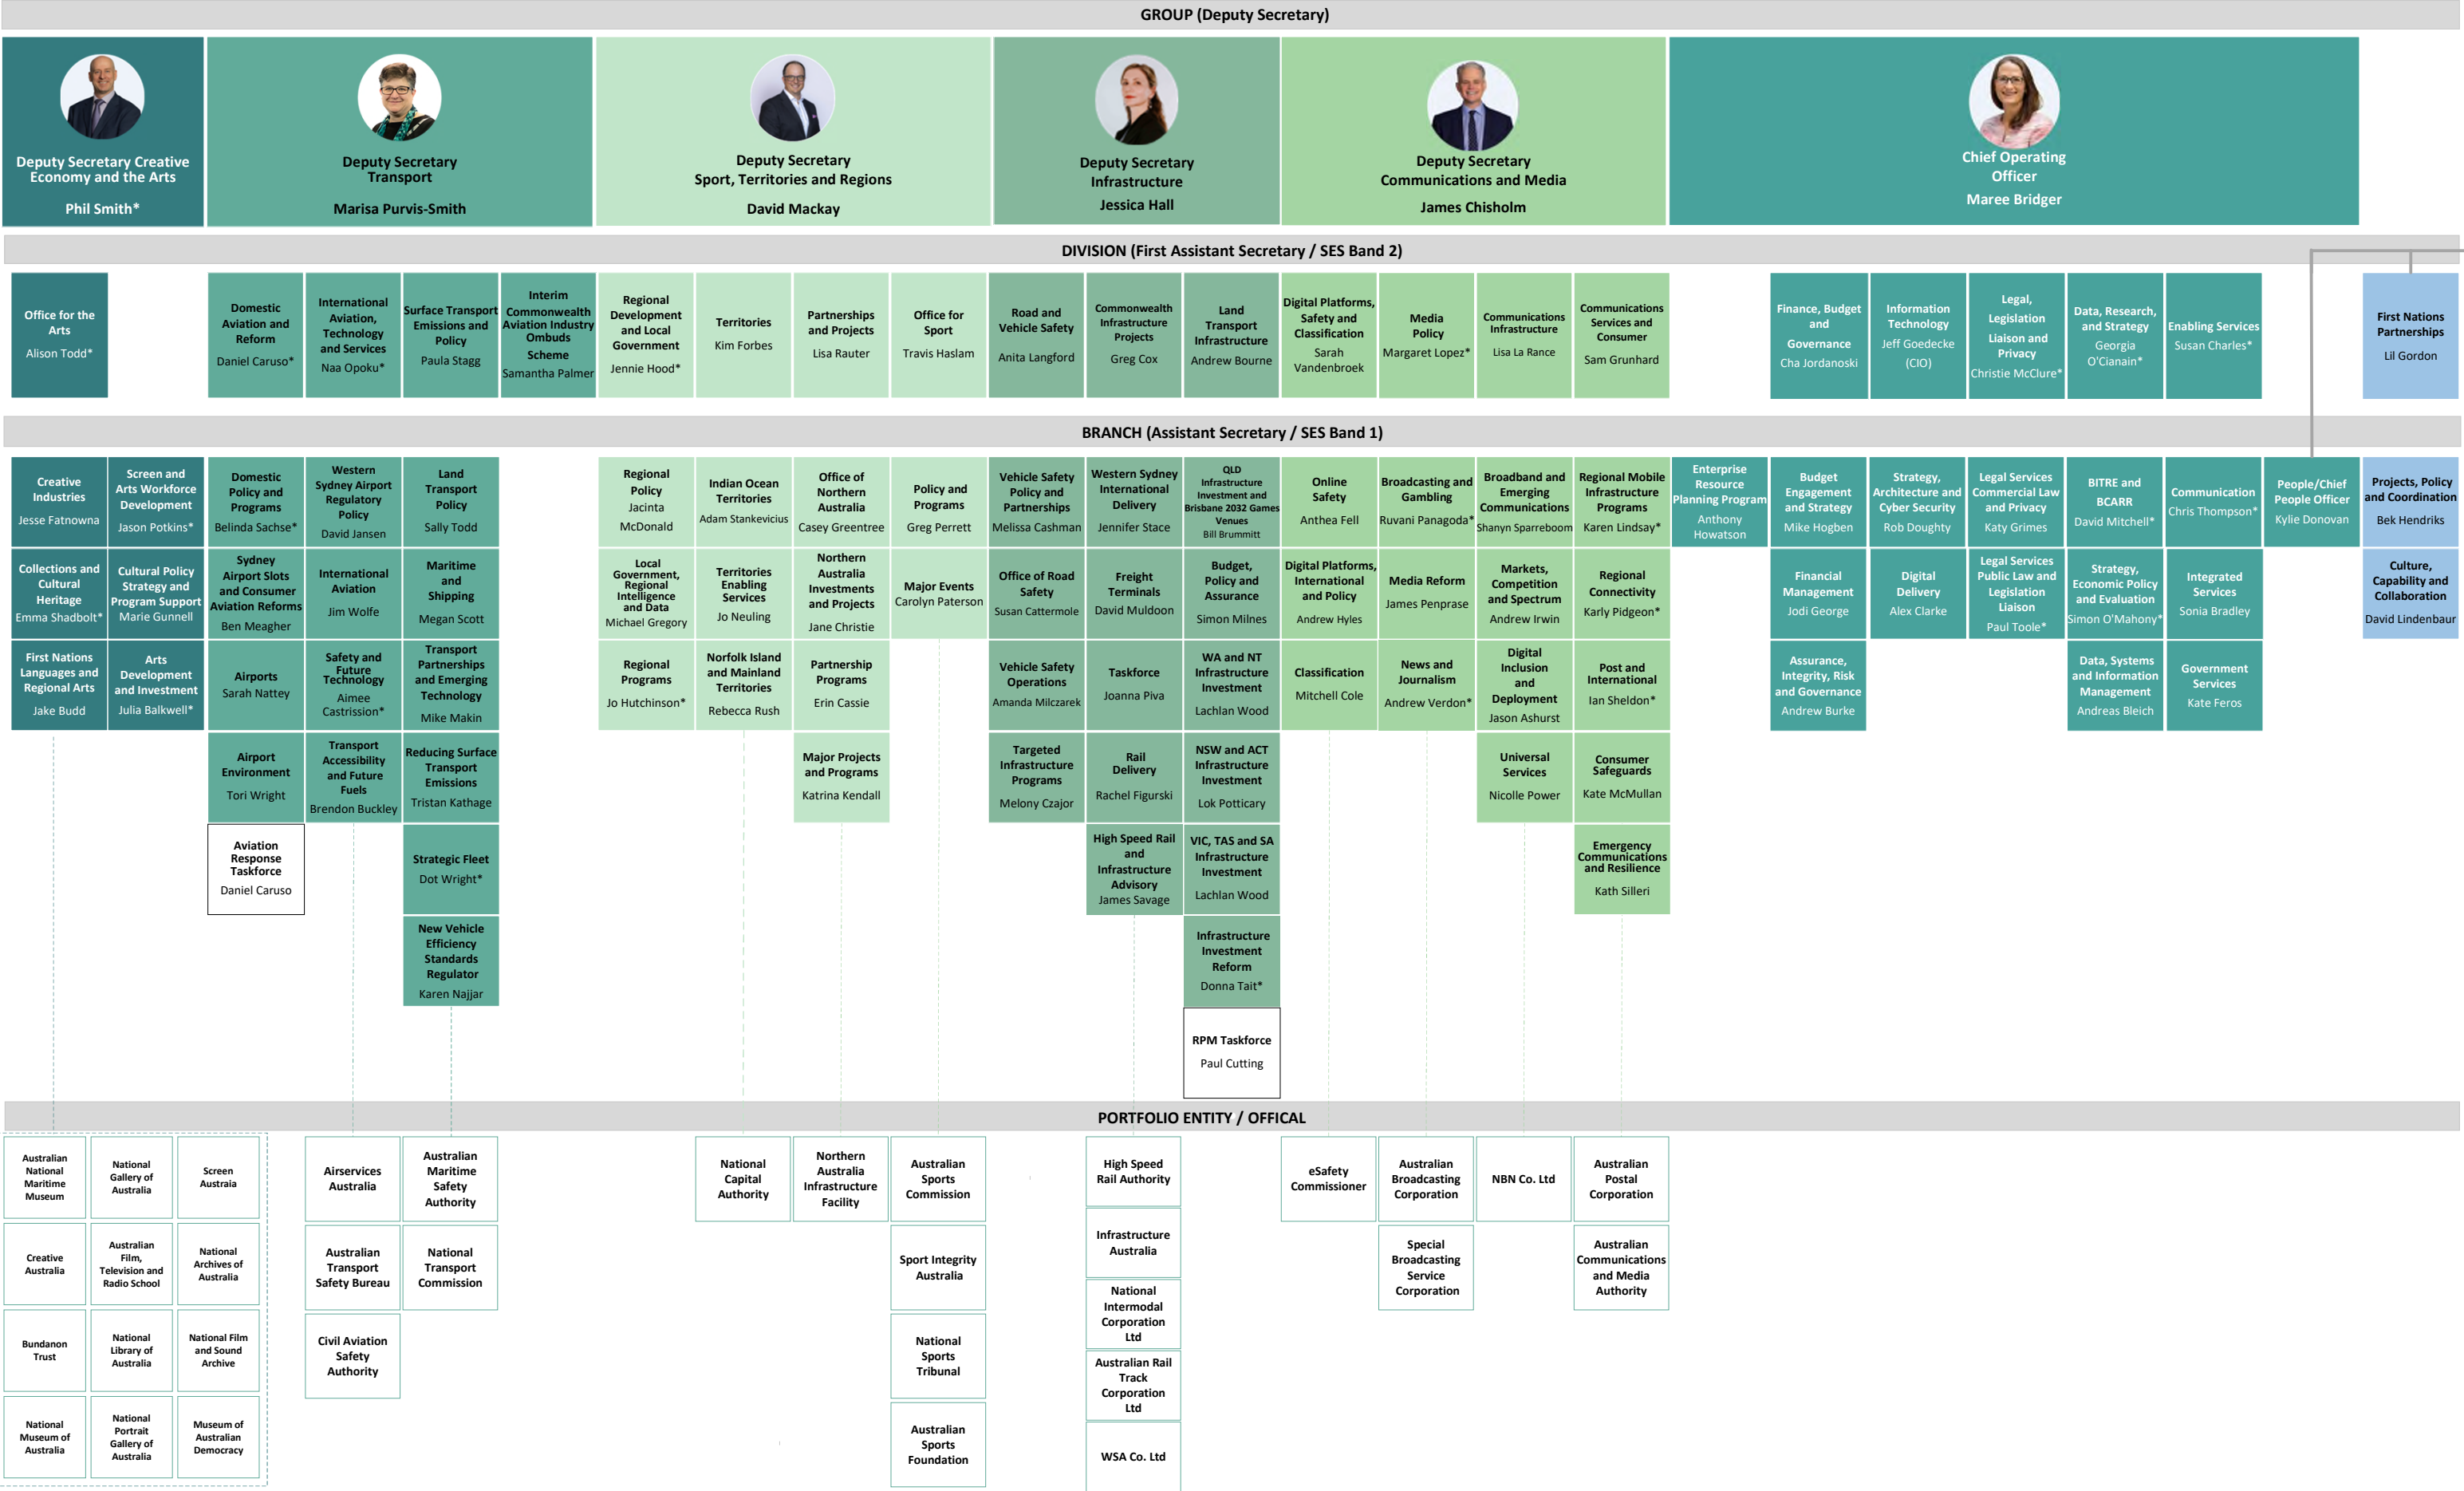 GROUP (Deputy Secretary)
Deputy Secretary Creative
Economy and the Arts
Phil Smith*
Deputy Secretary
Transport
Marisa Purvis-Smith
Deputy Secretary
Sport, Territories and Regions
David Mackay
Deputy Secretary
Infrastructure
Jessica Hall
Deputy Secretary
Communications and Media
James Chisholm
Chief Operating
Officer
Maree Bridger
DIVISION (First Assistant Secretary / SES Band 2)
Office for the
Arts
Alison Todd*
Domestic
Aviation and
Reform
Daniel Caruso*
International
Aviation,
Technology
and Services
Naa Opoku*
Surface Transport
Emissions and
Policy
Paula Stagg
Interim
Commonwealth
Aviation Industry
Ombuds
Scheme
Samantha Palmer
Regional
Development
and Local
Government
Jennie Hood*
Territories
Kim Forbes
Partnerships
and Projects
Lisa Rauter
Office for
Sport
Travis Haslam
Road and
Vehicle Safety
Anita Langford
Commonwealth
Infrastructure
Projects
Greg Cox
Land
Transport
Infrastructure
Andrew Bourne
Digital Platforms,
Safety and
Classification
Sarah
Vandenbroek
Media
Policy
Margaret Lopez*
Communications
Infrastructure
Lisa La Rance
Communications
Services and
Consumer
Sam Grunhard
Finance, Budget
and
Governance
Cha Jordanoski
Information
Technology
Jeff Goedecke
(CIO)
Legal,
Legislation
Liaison and
Privacy
Christie McClure*
Data, Research,
and Strategy
Georgia
O'Cianain*
Enabling Services
Susan Charles*
First Nations
Partnerships
Lil Gordon
BRANCH (Assistant Secretary / SES Band 1)
Creative
Industries
Jesse Fatnowna
Screen and
Arts Workforce
Development
Jason Potkins*
Domestic
Policy and
Programs
Belinda Sachse*
Western
Sydney Airport
Regulatory
Policy
David Jansen
Land
Transport
Policy
Sally Todd
Regional
Policy
Jacinta
McDonald
Indian Ocean
Territories
Adam Stankevicius
Office of
Northern
Australia
Casey Greentree
Policy and
Programs
Greg Perrett
Vehicle Safety
Policy and
Partnerships
Melissa Cashman
Western Sydney
International
Delivery
Jennifer Stace
QLD
Infrastructure
Investment and
Brisbane 2032 Games
Venues
Bill Brummitt
Online
Safety
Anthea Fell
Broadcasting and
Gambling
Ruvani Panagoda*
Broadband and
Emerging
Communications
Shanyn Sparreboom
Regional Mobile
Infrastructure
Programs
Karen Lindsay*
Enterprise
Resource
Planning Program
Anthony
Howatson
Budget
Engagement
and Strategy
Mike Hogben
Strategy,
Architecture and
Cyber Security
Rob Doughty
Legal Services
Commercial Law
and Privacy
Katy Grimes
BITRE and
BCARR
David Mitchell*
Communication
Chris Thompson*
People/Chief
People Officer
Kylie Donovan
Projects, Policy
and Coordination
Bek Hendriks
Collections and
Cultural
Heritage
Emma Shadbolt*
Cultural Policy
Strategy and
Program Support
Marie Gunnell
Sydney
Airport Slots
and Consumer
Aviation Reforms
Ben Meagher
International
Aviation
Jim Wolfe
Maritime
and
Shipping
Megan Scott
Local
Government,
Regional
Intelligence
and Data
Michael Gregory
Territories
Enabling
Services
Jo Neuling
Northern
Australia
Investments
and Projects
Jane Christie
Major Events
Carolyn Paterson
Office of Road
Safety
Susan Cattermole
Freight
Terminals
David Muldoon
Budget,
Policy and
Assurance
Simon Milnes
Digital Platforms,
International
and Policy
Andrew Hyles
Media Reform
James Penprase
Markets,
Competition
and Spectrum
Andrew Irwin
Regional
Connectivity
Karly Pidgeon*
Financial
Management
Jodi George
Digital
Delivery
Alex Clarke
Legal Services
Public Law and
Legislation
Liaison
Paul Toole*
Strategy,
Economic Policy
and Evaluation
Simon O'Mahony*
Integrated
Services
Sonia Bradley
Culture,
Capability and
Collaboration
David Lindenbaur
First Nations
Languages and
Regional Arts
Jake Budd
Arts
Development
and Investment
Julia Balkwell*
Airports
Sarah Nattey
Safety and
Future
Technology
Aimee
Castrission*
Transport
Partnerships
and Emerging
Technology
Mike Makin
Regional
Programs
Jo Hutchinson*
Norfolk Island
and Mainland
Territories
Rebecca Rush
Partnership
Programs
Erin Cassie
Vehicle Safety
Operations
Amanda Milczarek
Taskforce
Joanna Piva
WA and NT
Infrastructure
Investment
Lachlan Wood
Classification
Mitchell Cole
News and
Journalism
Andrew Verdon*
Digital
Inclusion
and
Deployment
Jason Ashurst
Post and
International
Ian Sheldon*
Assurance,
Integrity, Risk
and Governance
Andrew Burke
Data, Systems
and Information
Management
Andreas Bleich
Government
Services
Kate Feros
Airport
Environment
Tori Wright
Transport
Accessibility
and Future
Fuels
Brendon Buckley
Reducing Surface
Transport
Emissions
Tristan Kathage
Major Projects
and Programs
Katrina Kendall
Targeted
Infrastructure
Programs
Melony Czajor
Rail
Delivery
Rachel Figurski
NSW and ACT
Infrastructure
Investment
Lok Potticary
Universal
Services
Nicolle Power
Consumer
Safeguards
Kate McMullan
Aviation
Response
Taskforce
Daniel Caruso
Strategic Fleet
Dot Wright*
High Speed Rail
and
Infrastructure
Advisory
James Savage
VIC, TAS and SA
Infrastructure
Investment
Lachlan Wood
Emergency
Communications
and Resilience
Kath Silleri
New Vehicle
Efficiency
Standards
Regulator
Karen Najjar
Infrastructure
Investment
Reform
Donna Tait*
RPM Taskforce
Paul Cutting
PORTFOLIO ENTITY / OFFICAL
Australian
National
Maritime
Museum
National
Gallery of
Australia
Screen
Austraia
Airservices
Australia
Australian
Maritime
Safety
Authority
National
Capital
Authority
Northern
Australia
Infrastructure
Facility
Australian
Sports
Commission
High Speed
Rail Authority
eSafety
Commissioner
Australian
Broadcasting
Corporation
NBN Co. Ltd
Australian
Postal
Corporation
Creative
Australia
Australian
Film,
Television and
Radio School
National
Archives of
Australia
Australian
Transport
Safety Bureau
National
Transport
Commission
Sport Integrity
Australia
Infrastructure
Australia
Special
Broadcasting
Service
Corporation
Australian
Communications
and Media
Authority
Bundanon
Trust
National
Library of
Australia
National Film
and Sound
Archive
Civil Aviation
Safety
Authority
National
Sports
Tribunal
National
Intermodal
Corporation
Ltd
Australian Rail
Track
Corporation
Ltd
National
Museum of
Australia
National
Portrait
Gallery of
Australia
Museum of
Australian
Democracy
Australian
Sports
Foundation
WSA Co. Ltd